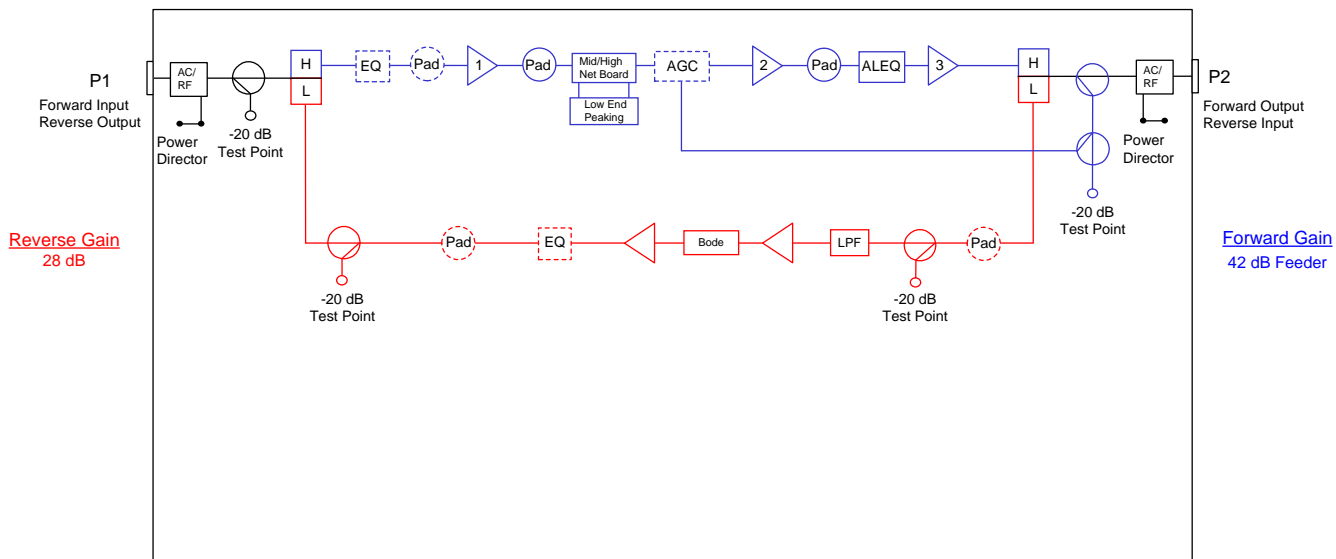 P1
Forward Input
Reverse Output
AC/
RF
Power
Director
-20 dB
Test Point
H
L
EQ
Pad
1
Pad
Mid/High
Net Board
Low End
Peaking
AGC
2
Pad
ALEQ
3
H
L
-20 dB
Test Point
AC/
RF
Power
Director
P2
Forward Output
Reverse Input
Reverse Gain
28 dB
-20 dB
Test Point
Pad
EQ
Bode
LPF
-20 dB
Test Point
Pad
Forward Gain
42 dB Feeder